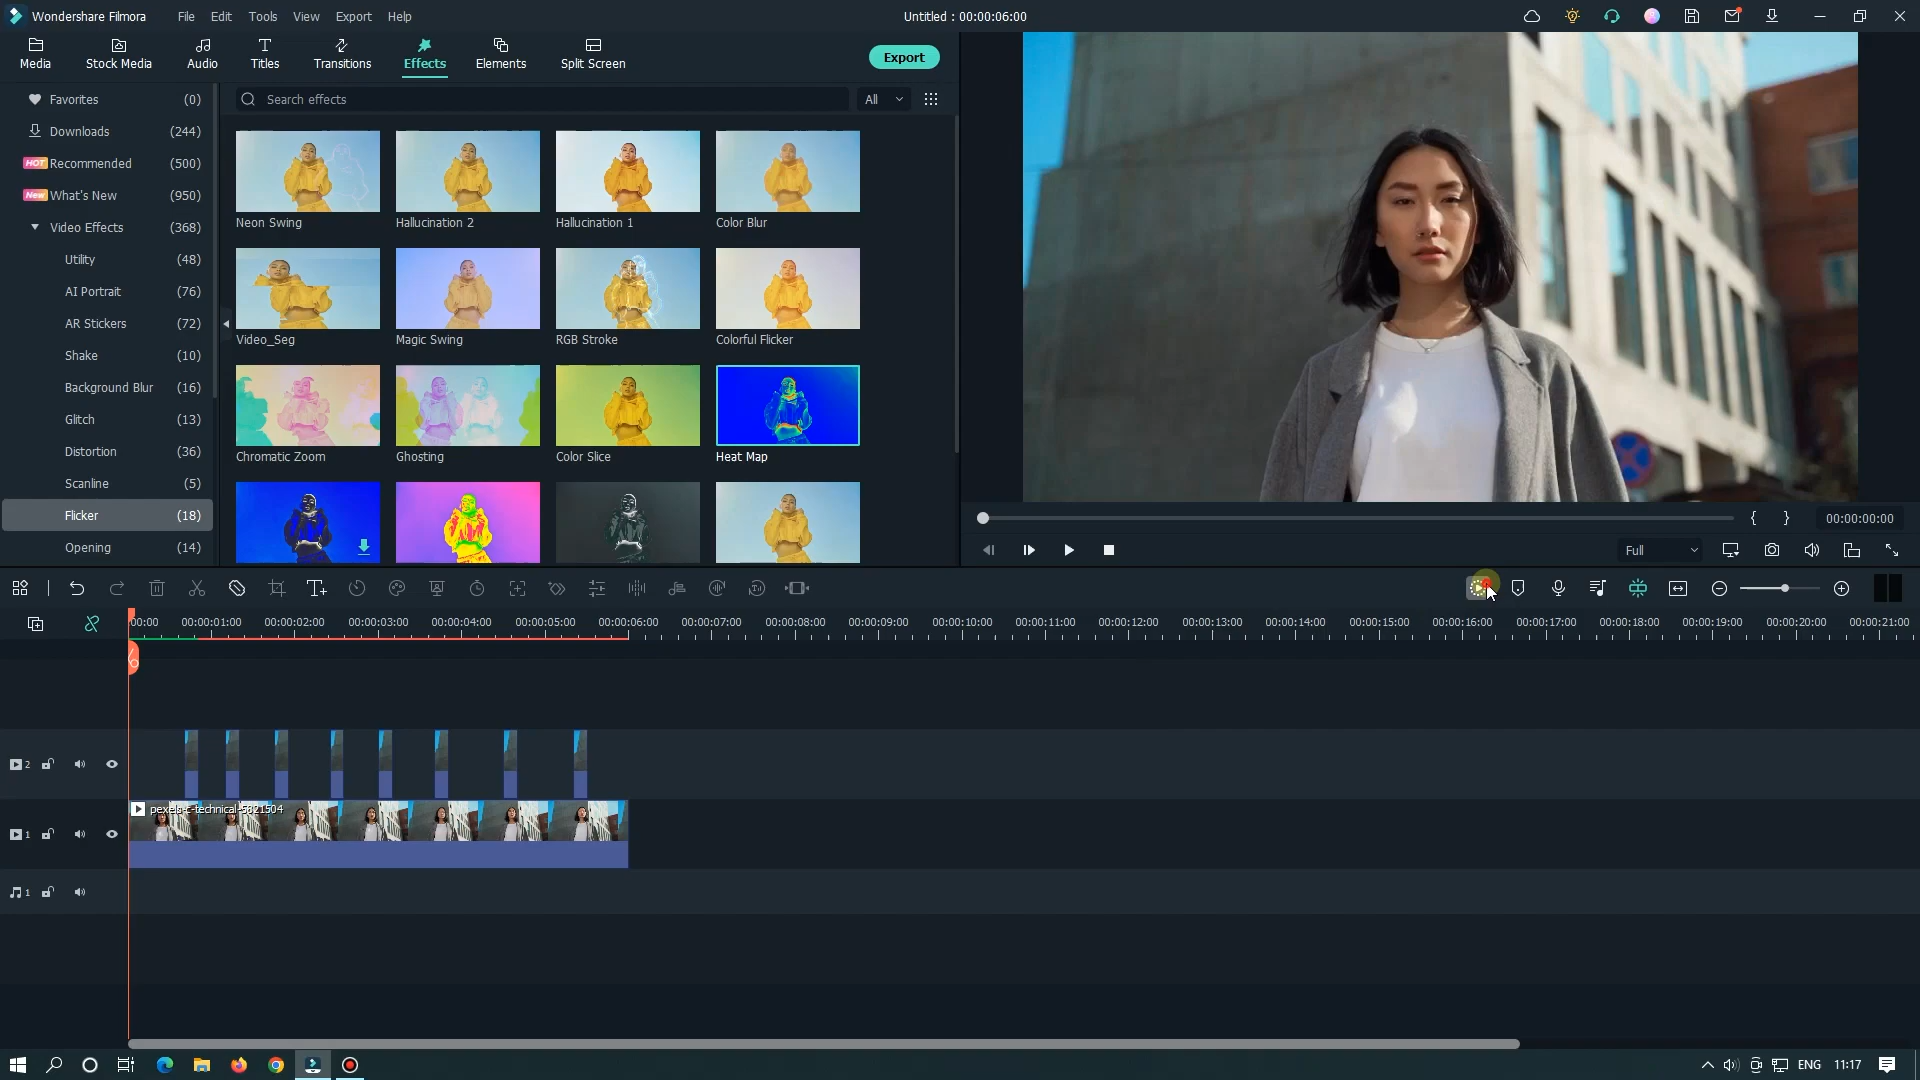 Wondershare Filmora
File
Edit
Tools
View
Export
Help
Untitled : 00:00:06:00
Media
Stock Media
Audio
Titles
Transitions
Effects
Elements
Split Screen
Export
Favorites (0)
Downloads (244)
HOT Recommended (500)
New What's New (950)
Video Effects (368)
Utility (48)
AI Portrait (76)
AR Stickers (72)
Shake (10)
Background Blur (16)
Glitch (13)
Distortion (36)
Scanline (5)
Flicker (18)
Opening (14)
Search effects
All
Neon Swing
Hallucination 2
Hallucination 1
Color Blur
Video_Seg
Magic Swing
RGB Stroke
Colorful Flicker
Chromatic Zoom
Ghosting
Color Slice
Heat Map
{ }
00:00:00:00
Full
00:00
00:00:01:00
00:00:02:00
00:00:03:00
00:00:04:00
00:00:05:00
00:00:06:00
00:00:07:00
00:00:08:00
00:00:09:00
00:00:10:00
00:00:11:00
00:00:12:00
00:00:13:00
00:00:14:00
00:00:15:00
00:00:16:00
00:00:17:00
00:00:18:00
00:00:19:00
00:00:20:00
00:00:21:00
2
pexels-c-technical-5821504
1
1
ENG
11:17